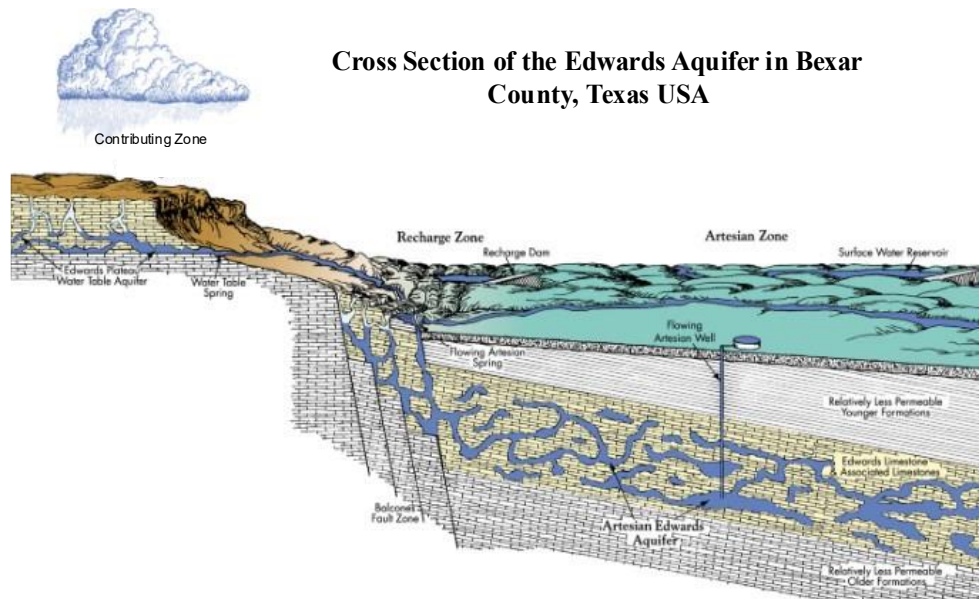 Cross Section of the Edwards Aquifer in Bexar
County, Texas USA
Contributing Zone
Recharge Zone
Artesian Zone
Recharge Dam
Surface Water Reservoir
Edwards Plateau
Water Table Aquifer
Water Table
Spring
Flowing
Artesian Well
Flowing Artesian
Spring
Relatively Less Permeable
Younger Formations
Edwards Limestone
& Associated Limestones
Balcones
Fault Zone
Artesian Edwards
Aquifer
Relatively Less Permeable
Older Formations